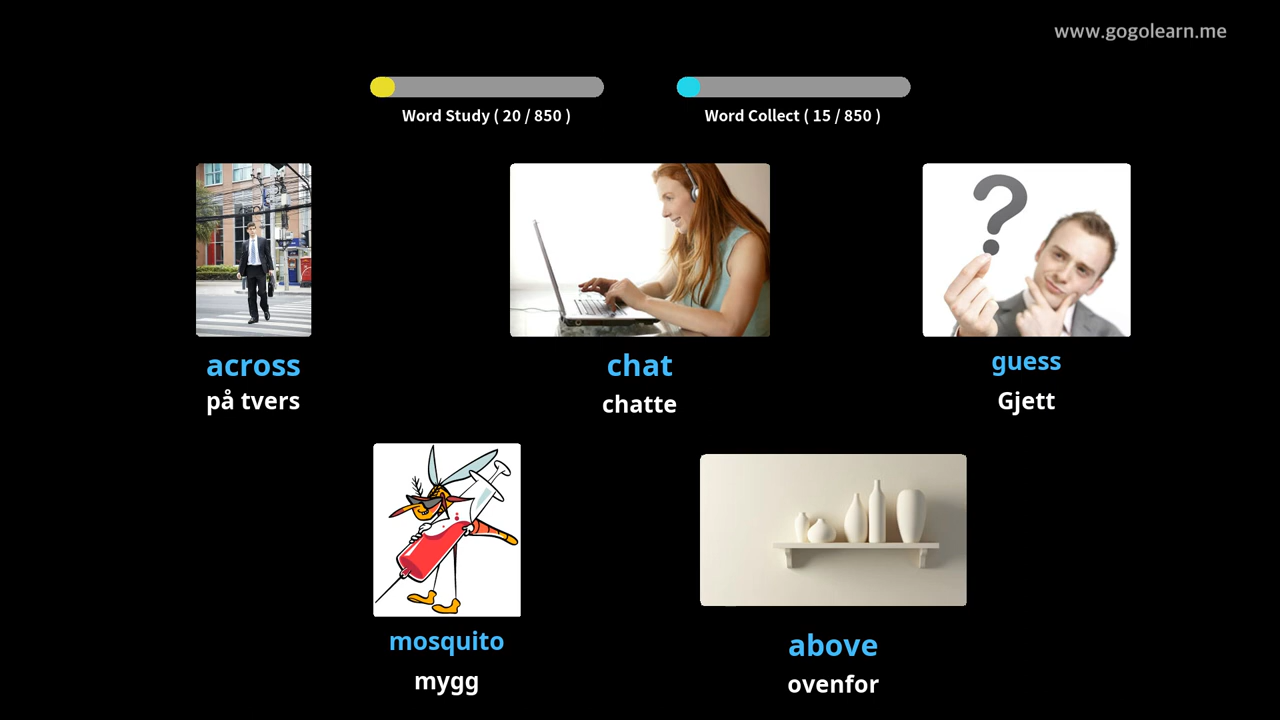 www.gogolearn.me
Word Study ( 20 / 850 )
Word Collect ( 15 / 850 )
across
på tvers
chat
chatte
guess
Gjett
mosquito
mygg
above
ovenfor